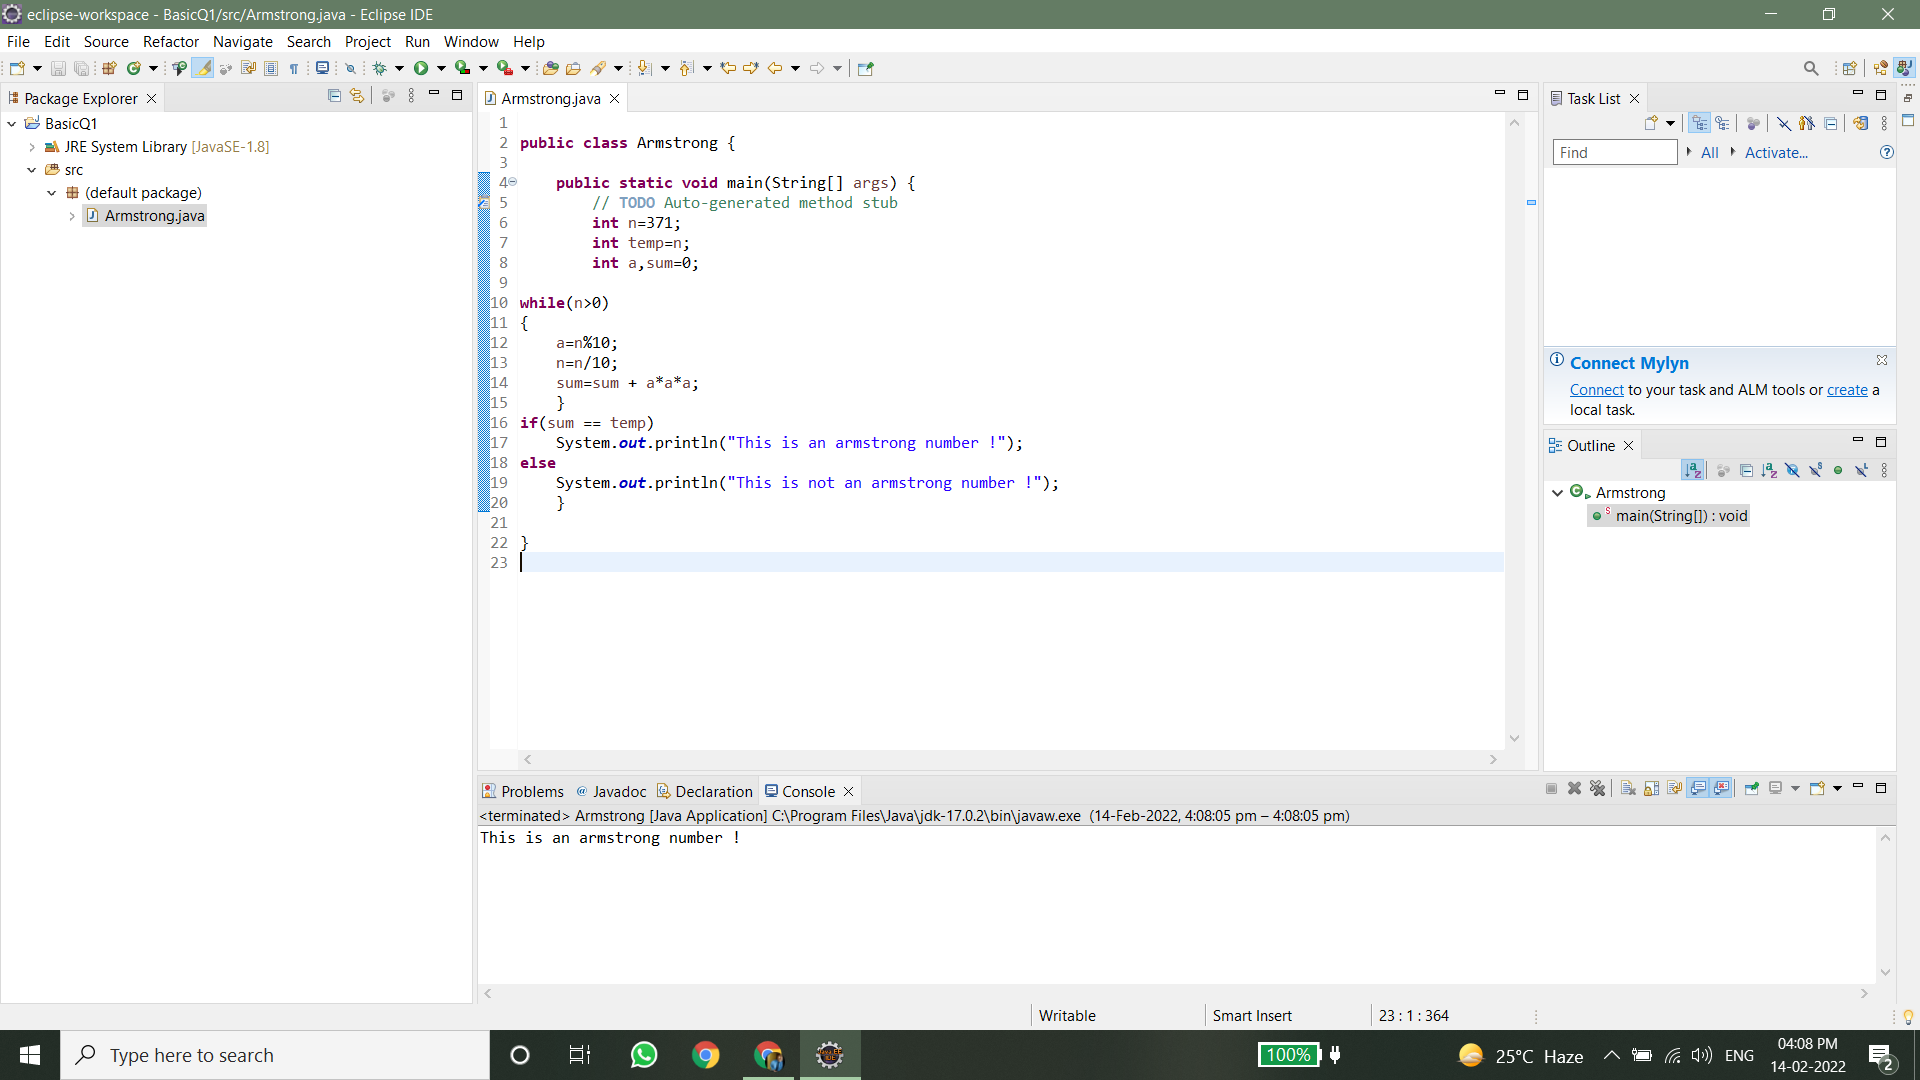 eclipse-workspace - BasicQ1/src/Armstrong.java - Eclipse IDE
File Edit Source Refactor Navigate Search Project Run Window Help
Package Explorer
BasicQ1
JRE System Library [JavaSE-1.8]
src
(default package)
Armstrong.java
Armstrong.java
1
2 public class Armstrong {
3
4 public static void main(String[] args) {
5 // TODO Auto-generated method stub
6 int n=371;
7 int temp=n;
8 int a,sum=0;
9
10 while(n>0)
11 {
12 a=n%10;
13 n=n/10;
14 sum=sum + a*a*a;
15 }
16 if(sum == temp)
17 System.out.println("This is an armstrong number !");
18 else
19 System.out.println("This is not an armstrong number !");
20 }
21
22 }
23
Task List
Find All Activate...
Connect Mylyn
Connect to your task and ALM tools or create a
local task.
Outline
Armstrong
main(String[]) : void
Problems Javadoc Declaration Console
<terminated> Armstrong [Java Application] C:\Program Files\Java\jdk-17.0.2\bin\javaw.exe (14-Feb-2022, 4:08:05 pm – 4:08:05 pm)
This is an armstrong number !
Writable Smart Insert 23 : 1 : 364
Type here to search
100%
25°C Haze
ENG
04:08 PM
14-02-2022
2